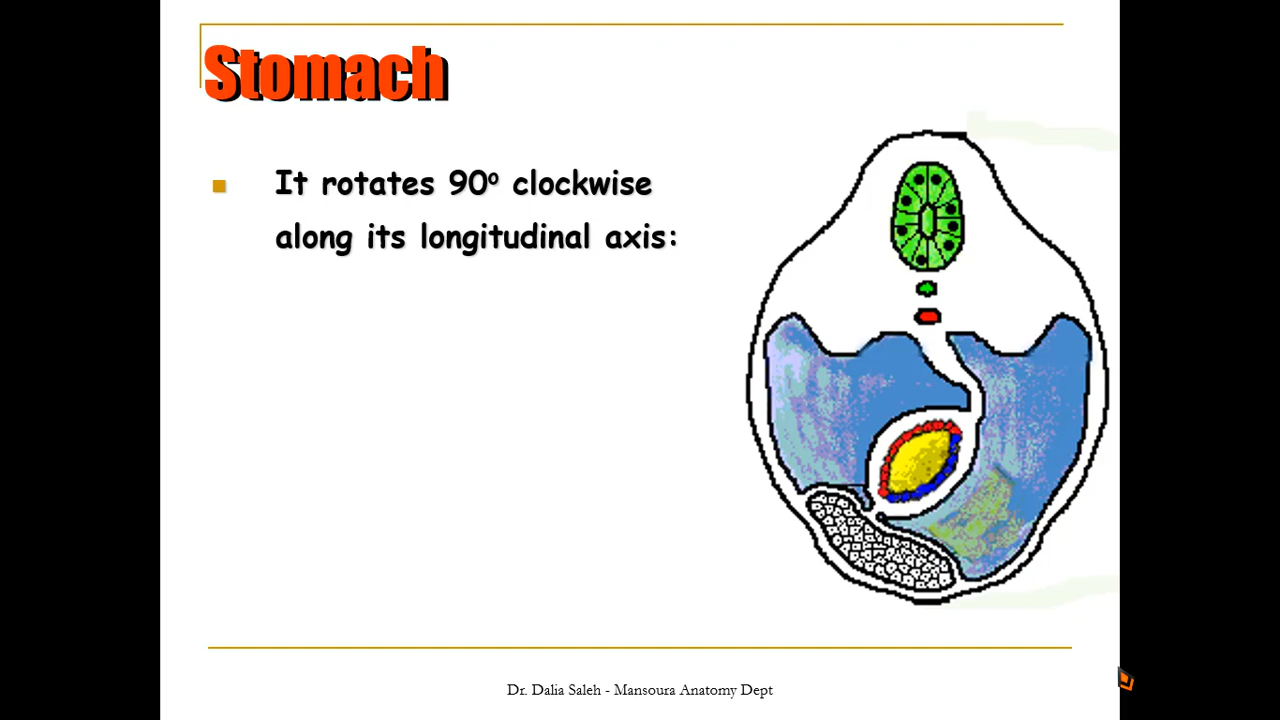 Stomach
It rotates 90º clockwise
along its longitudinal axis:
Dr. Dalia Saleh - Mansoura Anatomy Dept